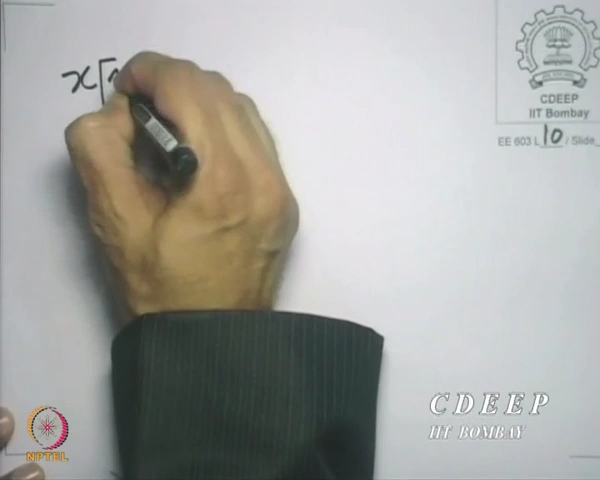 x[
CDEEP
IIT Bombay
EE 603 L 10 / Slide
CDEEP
IIT BOMBAY
NPTEL